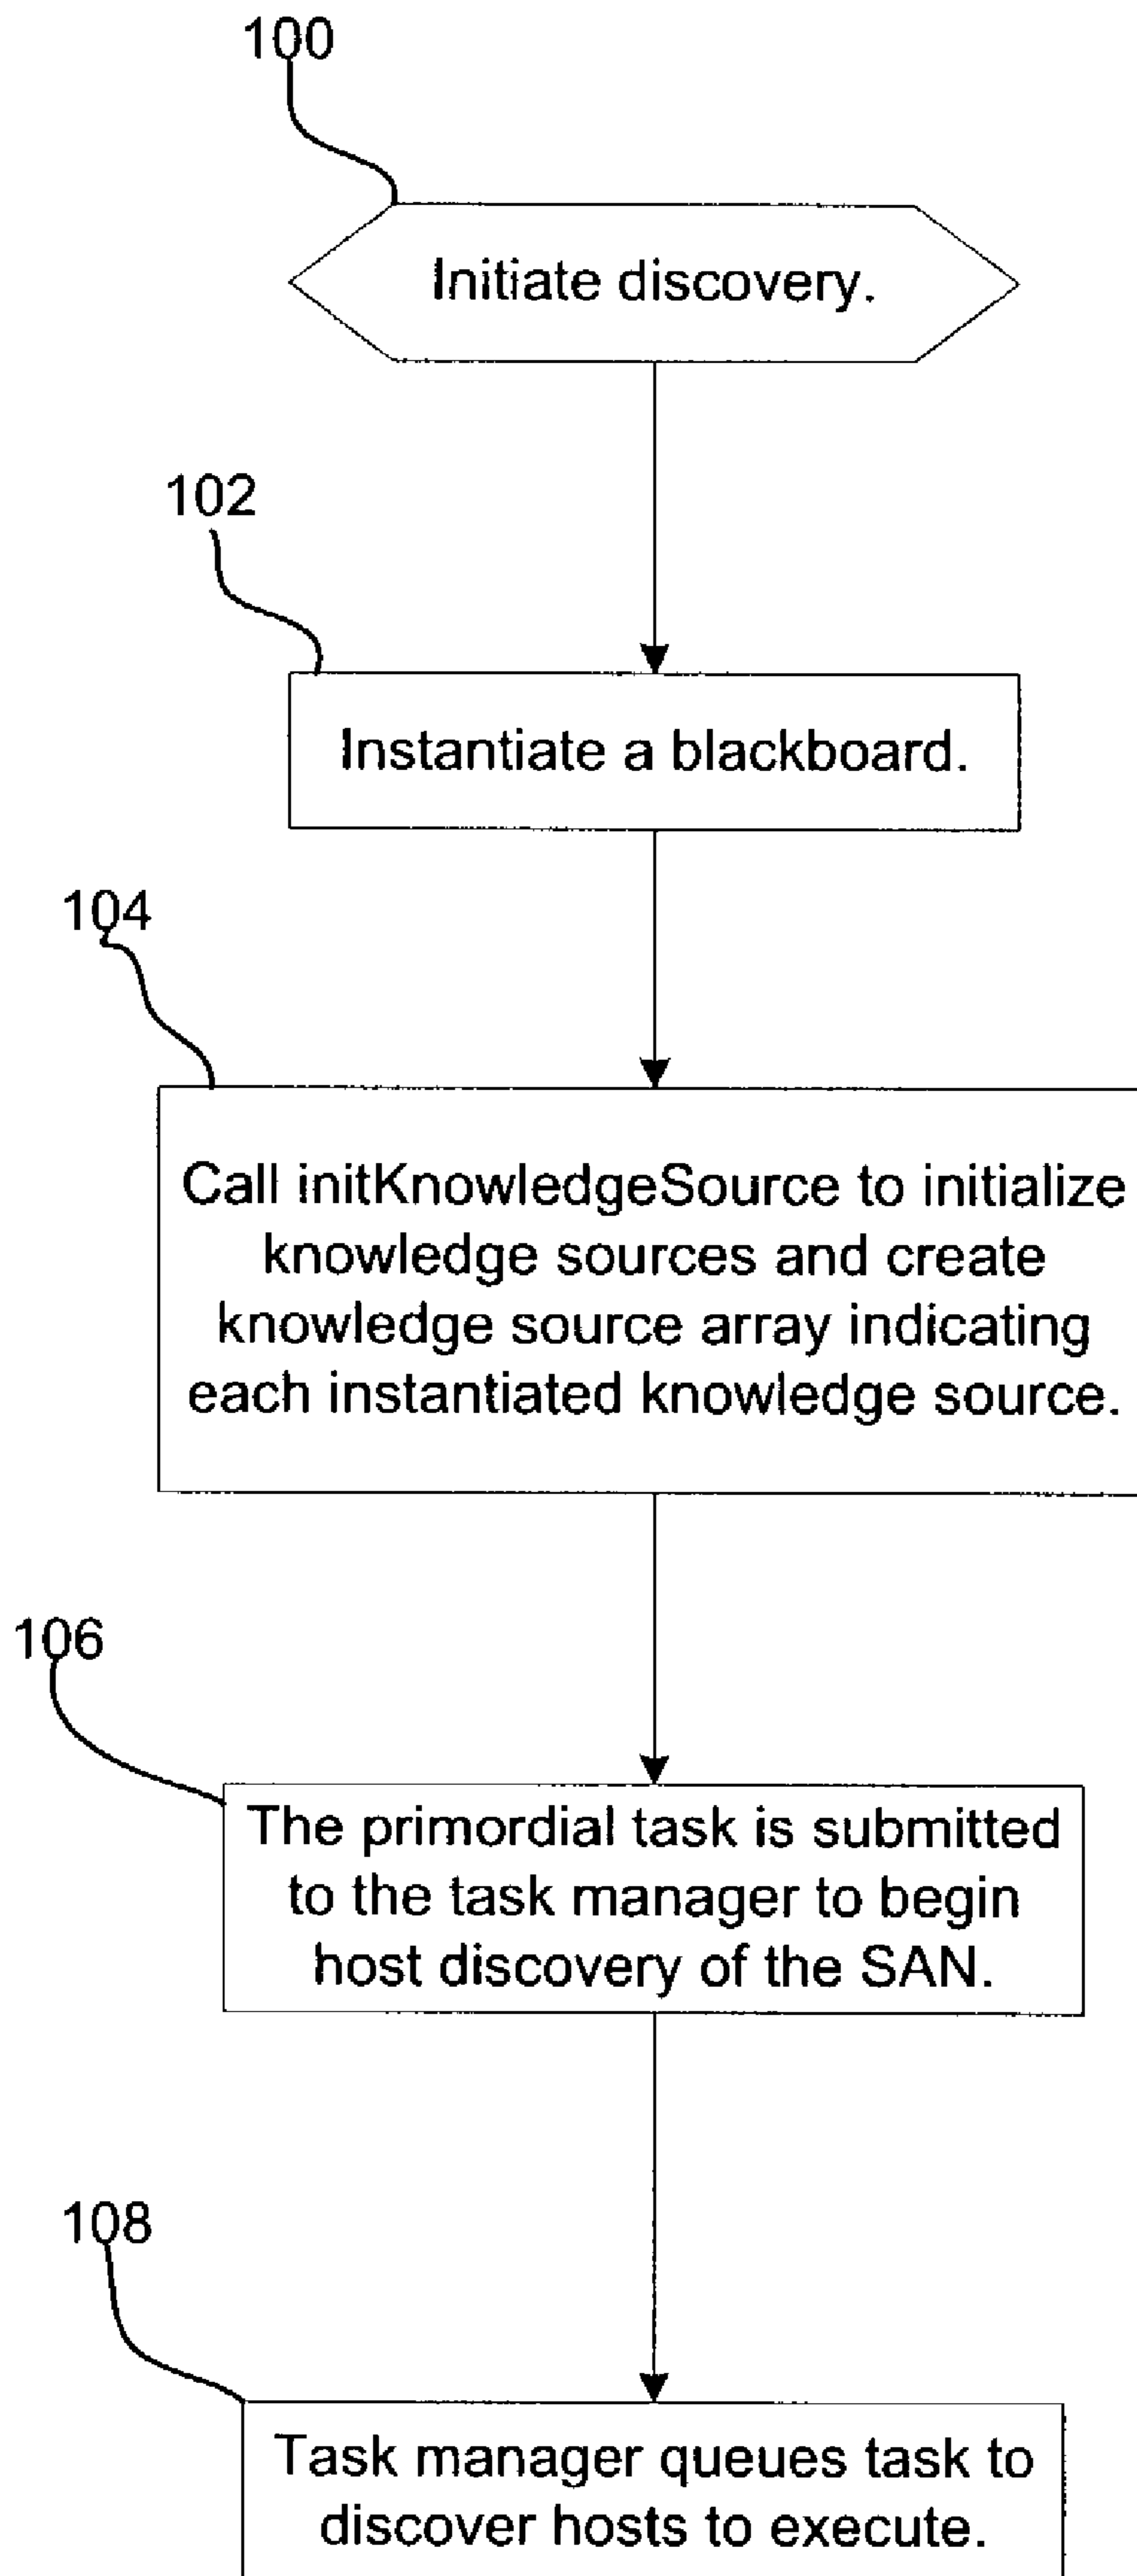 100
Initiate discovery.
102
Instantiate a blackboard.
104
Call initKnowledgeSource to initialize
knowledge sources and create
knowledge source array indicating
each instantiated knowledge source.
106
The primordial task is submitted
to the task manager to begin
host discovery of the SAN.
108
Task manager queues task to
discover hosts to execute.